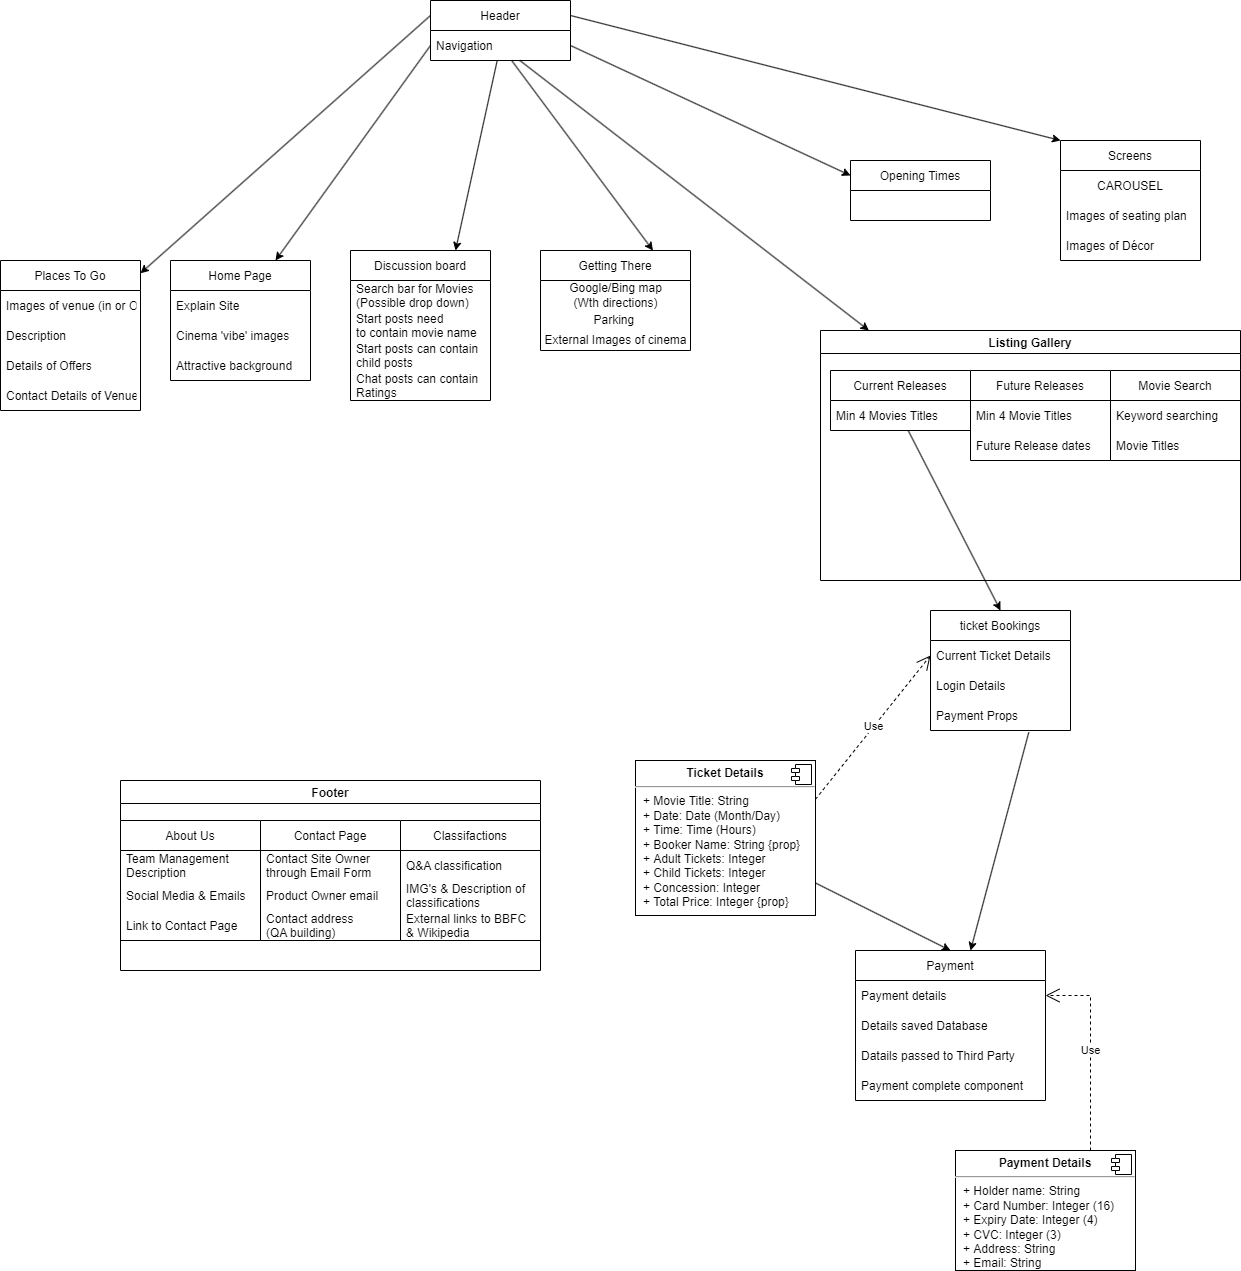 Header
Navigation
Screens
CAROUSEL
Images of seating plan
Images of Décor
Opening Times
Places To Go
Images of venue (in or O
Description
Details of Offers
Contact Details of Venue
Home Page
Explain Site
Cinema 'vibe' images
Attractive background
Discussion board
Search bar for Movies
(Possible drop down)
Start posts need
to contain movie name
Start posts can contain
child posts
Chat posts can contain
Ratings
Getting There
Google/Bing map
(Wth directions)
Parking
External Images of cinema
Listing Gallery
Current Releases
Min 4 Movies Titles
Future Releases
Min 4 Movie Titles
Future Release dates
Movie Search
Keyword searching
Movie Titles
ticket Bookings
Current Ticket Details
Login Details
Payment Props
Use
Ticket Details
+ Movie Title: String
+ Date: Date (Month/Day)
+ Time: Time (Hours)
+ Booker Name: String {prop}
+ Adult Tickets: Integer
+ Child Tickets: Integer
+ Concession: Integer
+ Total Price: Integer {prop}
Footer
About Us
Team Management
Description
Social Media & Emails
Link to Contact Page
Contact Page
Contact Site Owner
through Email Form
Product Owner email
Contact address
(QA building)
Classifactions
Q&A classification
IMG's & Description of
classifications
External links to BBFC
& Wikipedia
Payment
Payment details
Details saved Database
Datails passed to Third Party
Payment complete component
Use
Payment Details
+ Holder name: String
+ Card Number: Integer (16)
+ Expiry Date: Integer (4)
+ CVC: Integer (3)
+ Address: String
+ Email: String